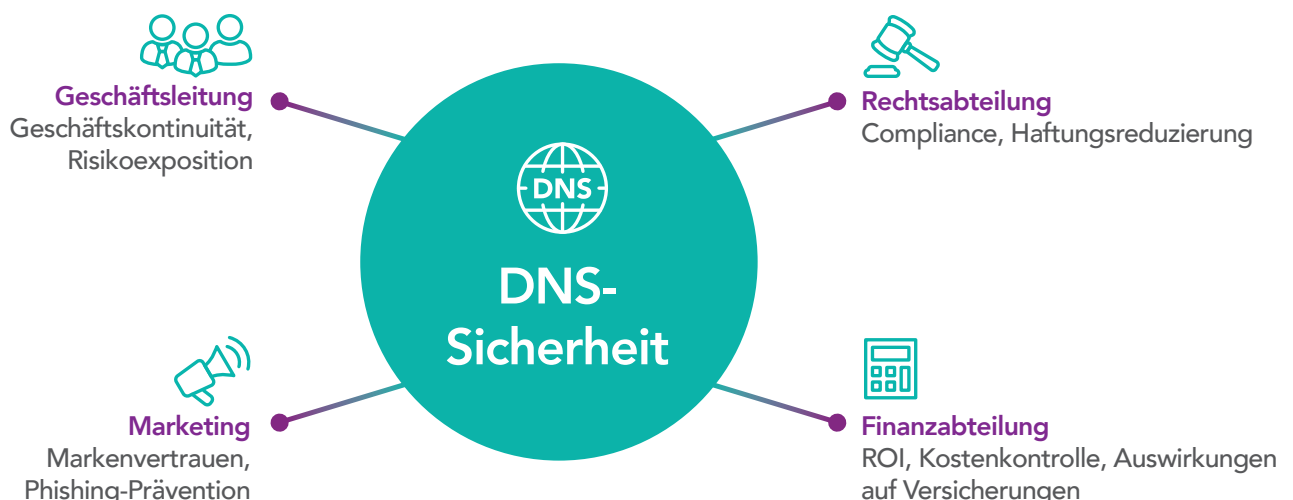 Geschäftsleitung
Geschäftskontinuität,
Risikoexposition
Rechtsabteilung
Compliance, Haftungsreduzierung
DNS
DNS-
Sicherheit
Marketing
Markenvertrauen,
Phishing-Prävention
Finanzabteilung
ROI, Kostenkontrolle, Auswirkungen
auf Versicherungen